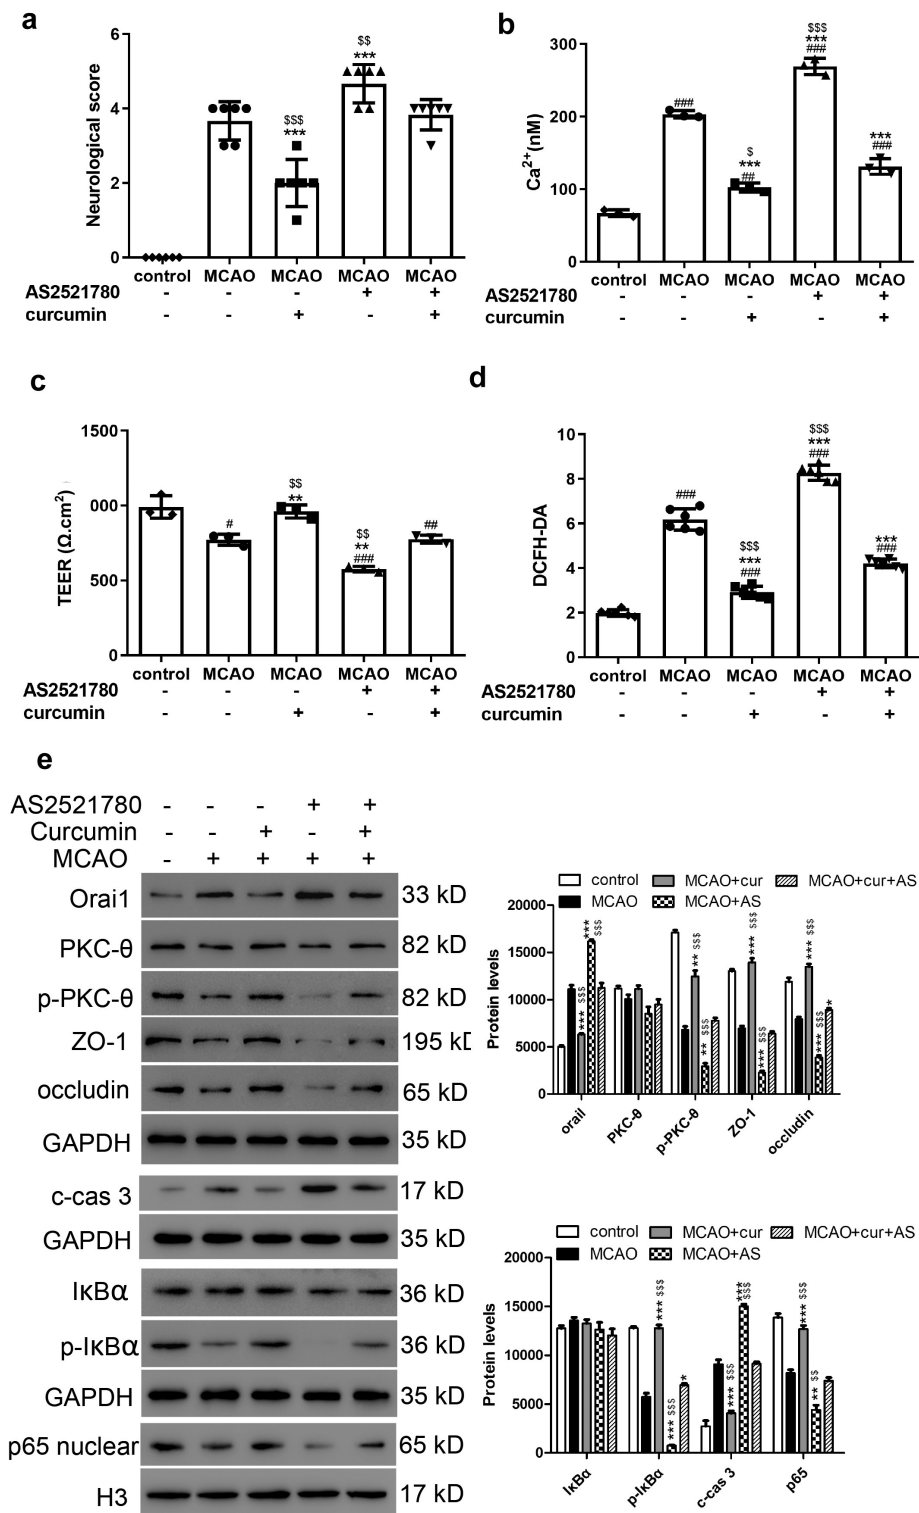 a
Neurological score
6
4
2
0
$$$
***
$$
***
control MCAO MCAO MCAO MCAO
AS2521780 - - - + +
curcumin - - + - +
b
Ca2+(nM)
300
200
100
0
###
$
***
##
$$$
***
###
***
###
control MCAO MCAO MCAO MCAO
AS2521780 - - - + +
curcumin - - + - +
c
TEER (Ω.cm2)
1500
000
500
0
#
$$
**
$$
**
###
##
control MCAO MCAO MCAO MCAO
AS2521780 - - - + +
curcumin - - + - +
d
DCFH-DA
10
8
6
4
2
0
###
$$$
***
###
$$$
***
###
***
###
control MCAO MCAO MCAO MCAO
AS2521780 - - - + +
curcumin - - + - +
e
AS2521780 - - - + +
Curcumin - - + - +
MCAO - + + + +
Orai1 33 kD
PKC-θ 82 kD
p-PKC-θ 82 kD
ZO-1 195 kD
occludin 65 kD
GAPDH 35 kD
c-cas 3 17 kD
GAPDH 35 kD
IκBα 36 kD
p-IκBα 36 kD
GAPDH 35 kD
p65 nuclear 65 kD
H3 17 kD
control MCAO+cur MCAO+cur+AS
MCAO MCAO+AS
Protein levels
20000
15000
10000
5000
0
*** $$$
*** $$$
** $$$
** $$$
*** $$$
*** $$$
*** $$$
*** $$$
*
orail PKC-θ p-PKC-θ ZO-1 occludin
control MCAO+cur MCAO+cur+AS
MCAO MCAO+AS
Protein levels
20000
15000
10000
5000
0
*** $$$
*** $$$
*
*** $$$
*** $$$
*** $$$
** $$
IκBα p-IκBα c-cas 3 p65